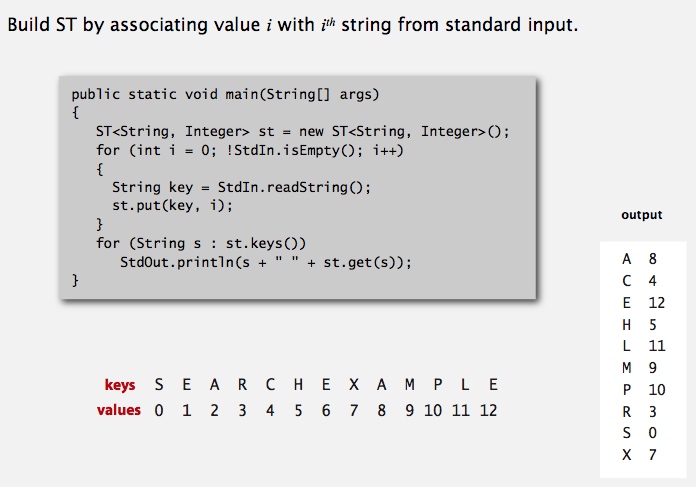 Build ST by associating value i with ith string from standard input.
public static void main(String[] args)
{
ST<String, Integer> st = new ST<String, Integer>();
for (int i = 0; !StdIn.isEmpty(); i++)
{
String key = StdIn.readString();
st.put(key, i);
}
for (String s : st.keys())
StdOut.println(s + " " + st.get(s));
}
keys S E A R C H E X A M P L E
values 0 1 2 3 4 5 6 7 8 9 10 11 12
output
A 8
C 4
E 12
H 5
L 11
M 9
P 10
R 3
S 0
X 7